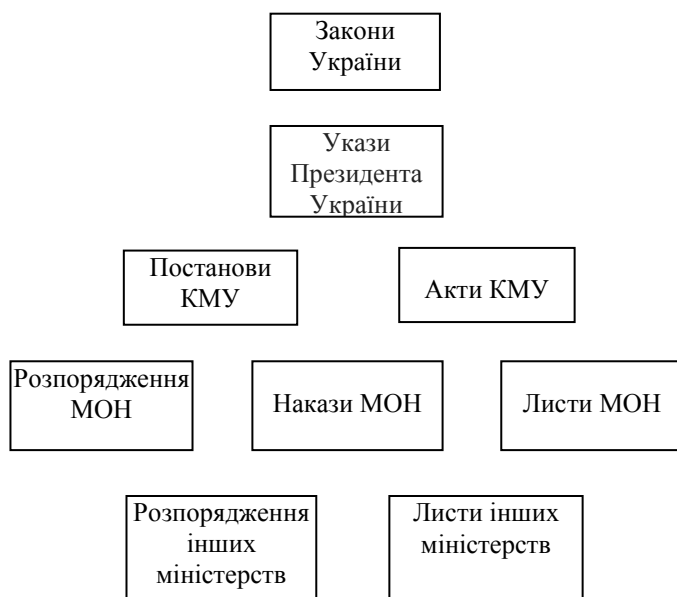 Закони
України
Укази
Президента
України
Постанови
КМУ
Акти КМУ
Розпорядження
МОН
Накази МОН
Листи МОН
Розпорядження
інших
міністерств
Листи інших
міністерств